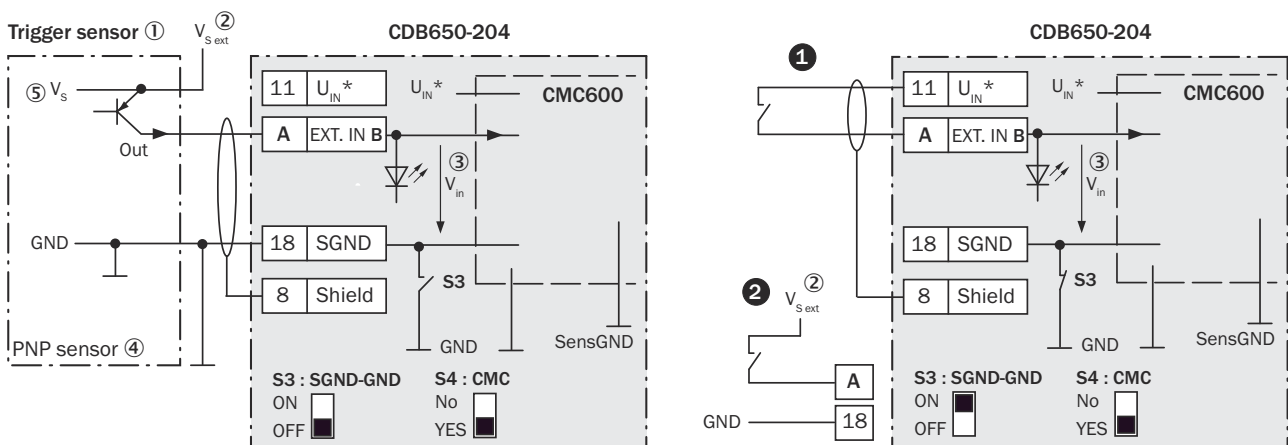 Trigger sensor ① V S ext ② CDB650-204
⑤ V S
11 U IN * U IN * CMC600
A EXT. IN B
Out
③
V in
GND 18 SGND
S3
8 Shield
GND SensGND
PNP sensor ④
S3 : SGND-GND S4 : CMC
ON No
OFF YES
CDB650-204
❶
11 U IN * U IN * CMC600
A EXT. IN B
③
V in
18 SGND
S3
8 Shield
❷ V S ext ②
GND SensGND
A
GND 18
S3 : SGND-GND S4 : CMC
ON No
OFF YES